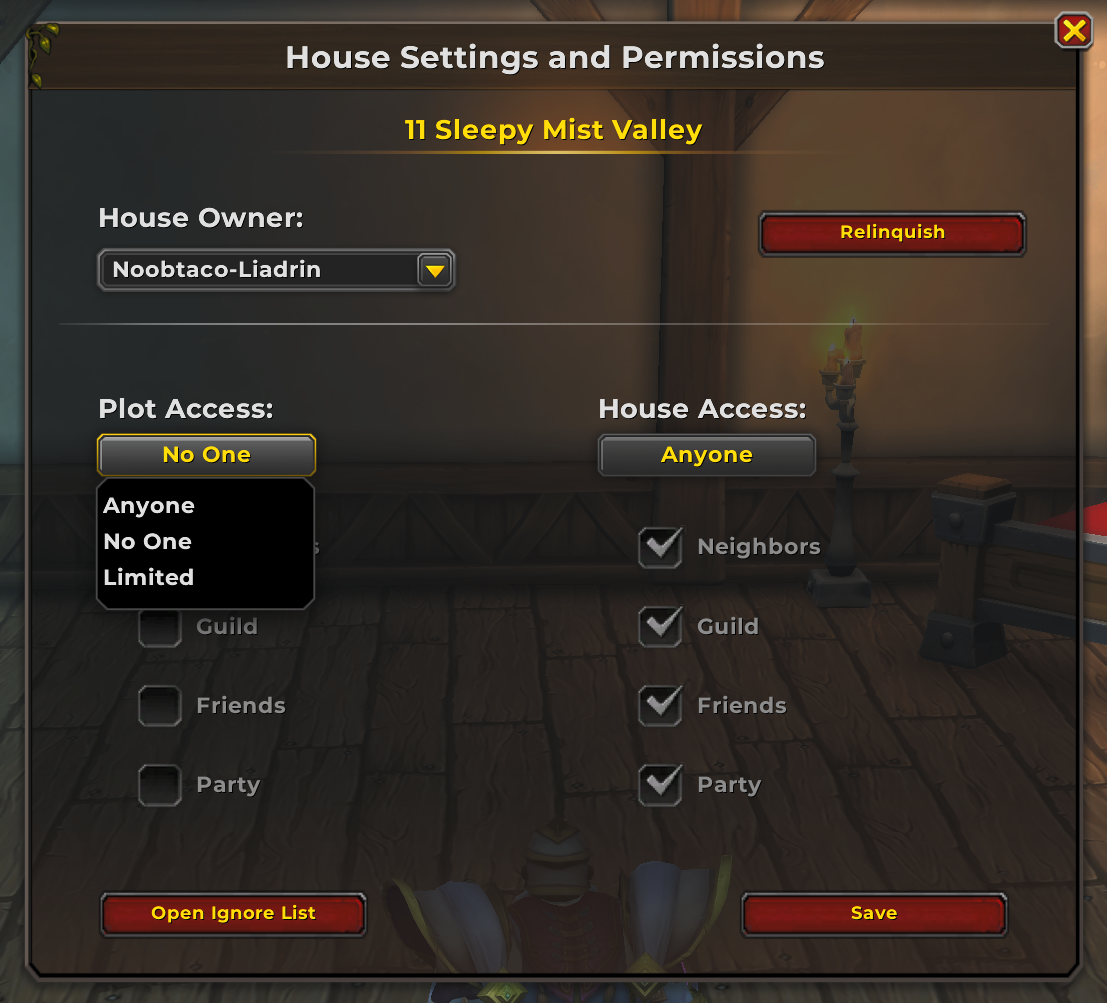 House Settings and Permissions
11 Sleepy Mist Valley
House Owner:
Noobtaco-Liadrin
Relinquish
Plot Access:
No One
Anyone
No One
Limited
Guild
Friends
Party
House Access:
Anyone
Neighbors
Guild
Friends
Party
Open Ignore List
Save